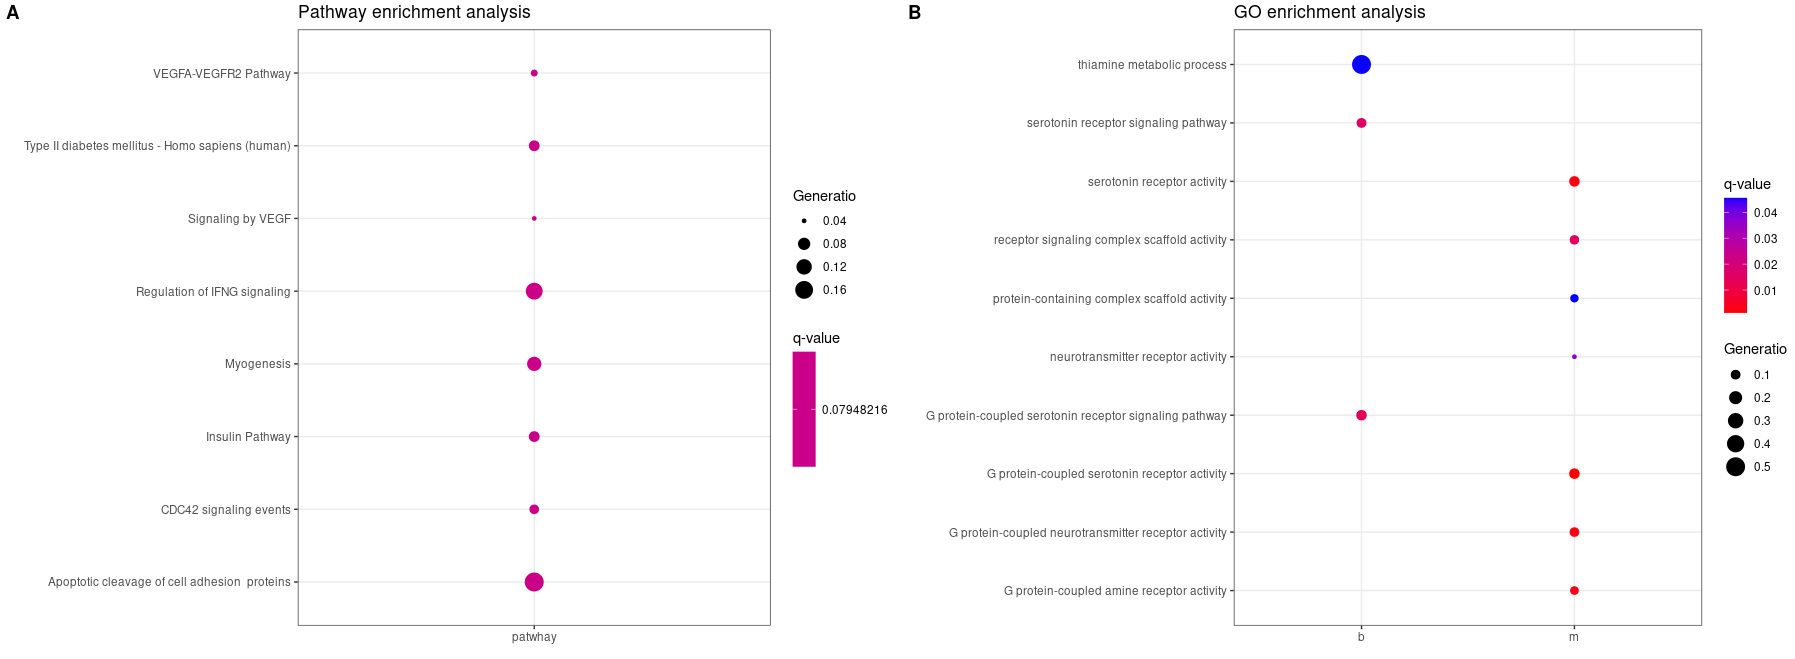 A
Pathway enrichment analysis
VEGFA-VEGFR2 Pathway
Type II diabetes mellitus - Homo sapiens (human)
Signaling by VEGF
Regulation of IFNG signaling
Myogenesis
Insulin Pathway
CDC42 signaling events
Apoptotic cleavage of cell adhesion  proteins
patwhay
Generatio
0.04
0.08
0.12
0.16
q-value
0.07948216
B
GO enrichment analysis
thiamine metabolic process
serotonin receptor signaling pathway
serotonin receptor activity
receptor signaling complex scaffold activity
protein-containing complex scaffold activity
neurotransmitter receptor activity
G protein-coupled serotonin receptor signaling pathway
G protein-coupled serotonin receptor activity
G protein-coupled neurotransmitter receptor activity
G protein-coupled amine receptor activity
b
m
q-value
0.04
0.03
0.02
0.01
Generatio
0.1
0.2
0.3
0.4
0.5